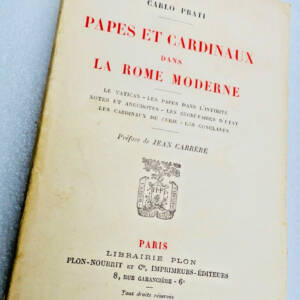 CARLO PRATI
PAPES ET CARDINAUX
DANS
LA ROME MODERNE
LE VATICAN - LES PAPES DANS L'INTIMITÉ
NOTES ET ANECDOTES - LES SECRÉTAIRES D'ÉTAT
LES CARDINAUX DE CURIE - LES CONCLAVES
Préface de JEAN CARRÈRE
PARIS
LIBRAIRIE PLON
PLON-NOURRIT ET Cie, IMPRIMEURS-ÉDITEURS
8, RUE GARANCIÈRE - 6e
Tous droits réservés